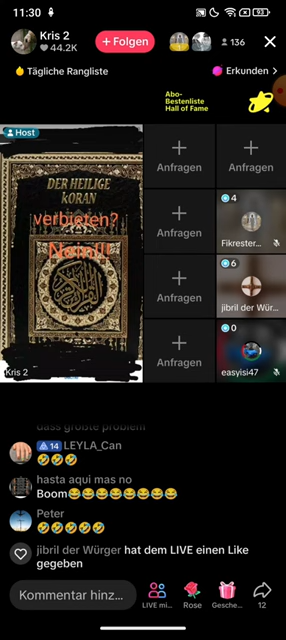 11:30
93
Kris 2
44.2K
+ Folgen
136
Tägliche Rangliste
Erkunden >
Abo-
Bestenliste
Hall of Fame
Host
DER HEILIGE
KORAN
verbieten?
Nein!!!
Kris 2
Anfragen
Anfragen
Anfragen
4
Fikrester...
Anfragen
6
jibril der Wür...
Anfragen
0
easyisi47
dass größte problem
14 LEYLA_Can
🤣🤣🤣
hasta aqui mas no
Boom😂😂😂😂😂😂😂😂
Peter
🤣🤣🤣🤣🤣
jibril der Würger hat dem LIVE einen Like
gegeben
Kommentar hinz...
LIVE mi...
Rose
Gesche...
12